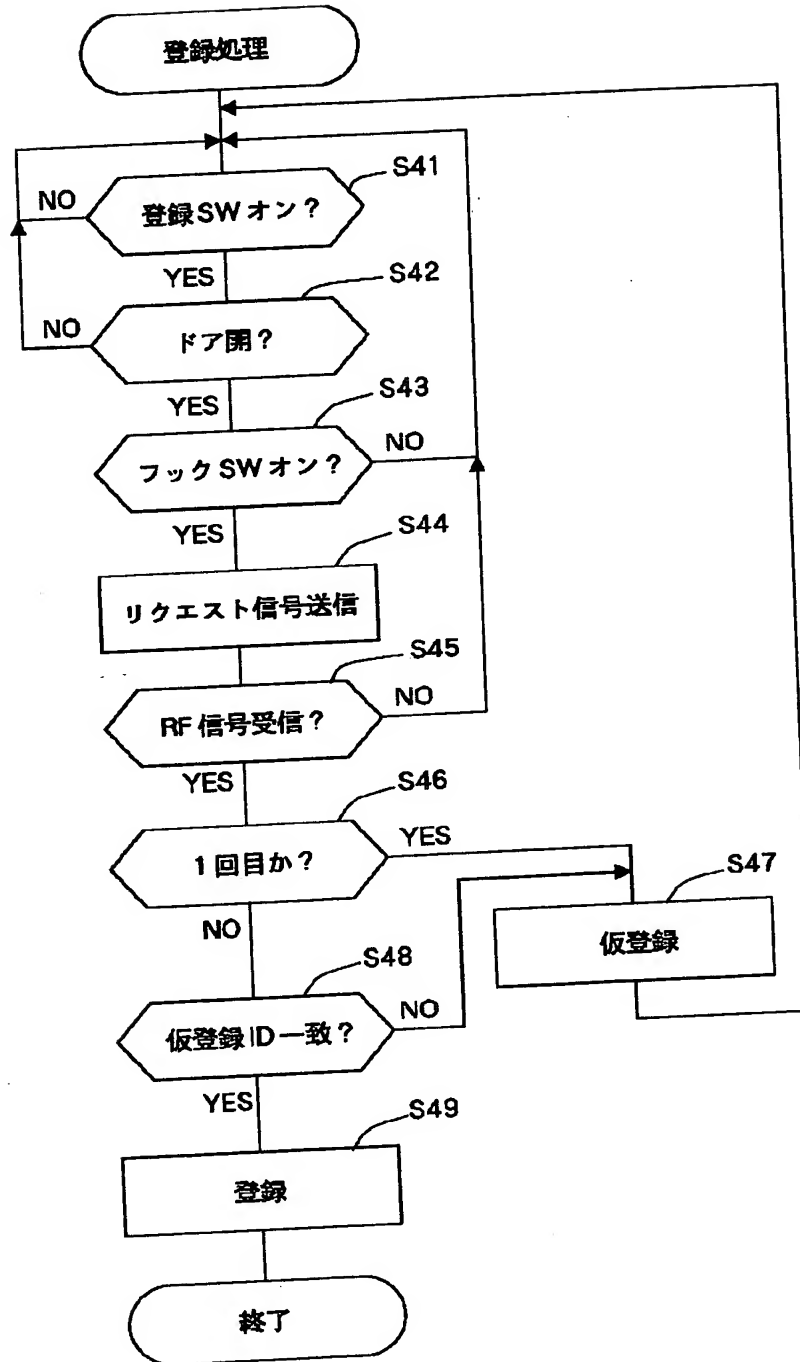 登録処理
S41
NO
登録SWオン？
YES
S42
NO
ドア開？
YES
S43
フックSWオン？
NO
YES
S44
リクエスト信号送信
S45
RF信号受信？
NO
YES
S46
1回目か？
YES
S47
仮登録
NO
S48
仮登録ID一致？
NO
YES
S49
登録
終了